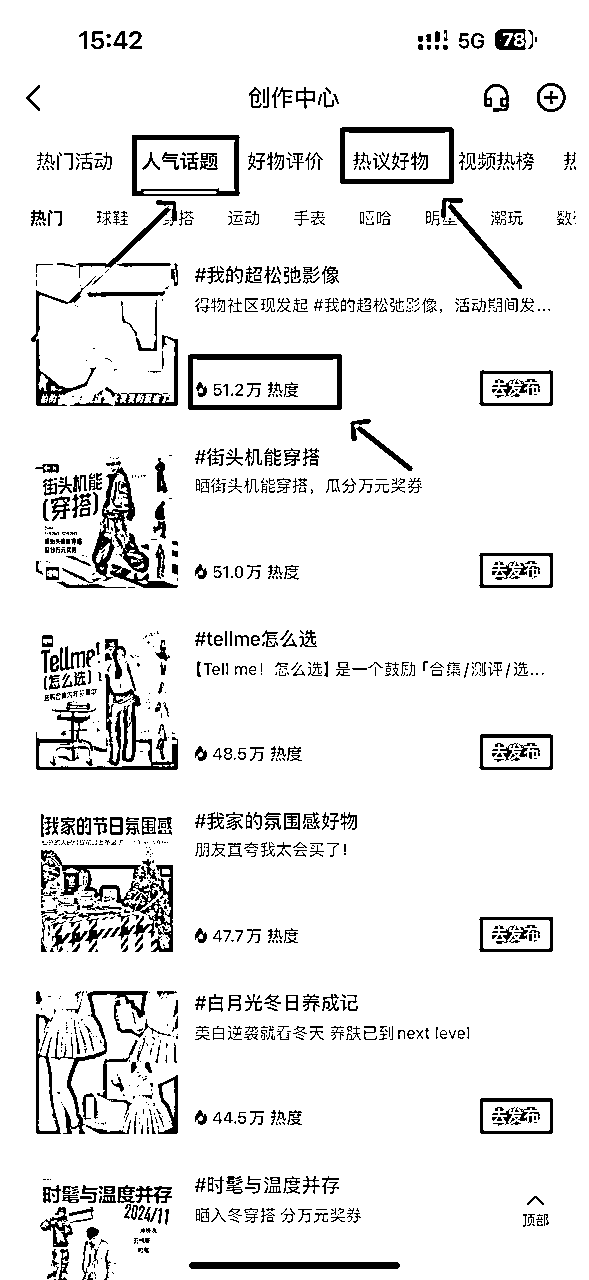 15:42
5G 78
创作中心
热门活动 人气话题 好物评价 热议好物 视频热榜 热
热门 球鞋 穿搭 运动 手表 嘻哈 明星 潮玩 数
#我的超松弛影像
得物社区现发起 #我的超松弛影像，活动期间发...
51.2万 热度
去发布
#街头机能穿搭
晒街头机能穿搭，瓜分万元奖券
街头机能
(穿搭)
51.0万 热度
去发布
#tellme怎么选
【Tell me！怎么选】是一个鼓励「合集/测评/选...
Tellme!
(怎么选)
48.5万 热度
去发布
我家的节日氛围感
#我家的氛围感好物
朋友直夸我太会买了!
47.7万 热度
去发布
#白月光冬日养成记
美白逆袭就看冬天 养肤已到next level
44.5万 热度
去发布
#时髦与温度并存
晒入冬穿搭 分万元奖券
时髦与温度并存
2024/11
顶部